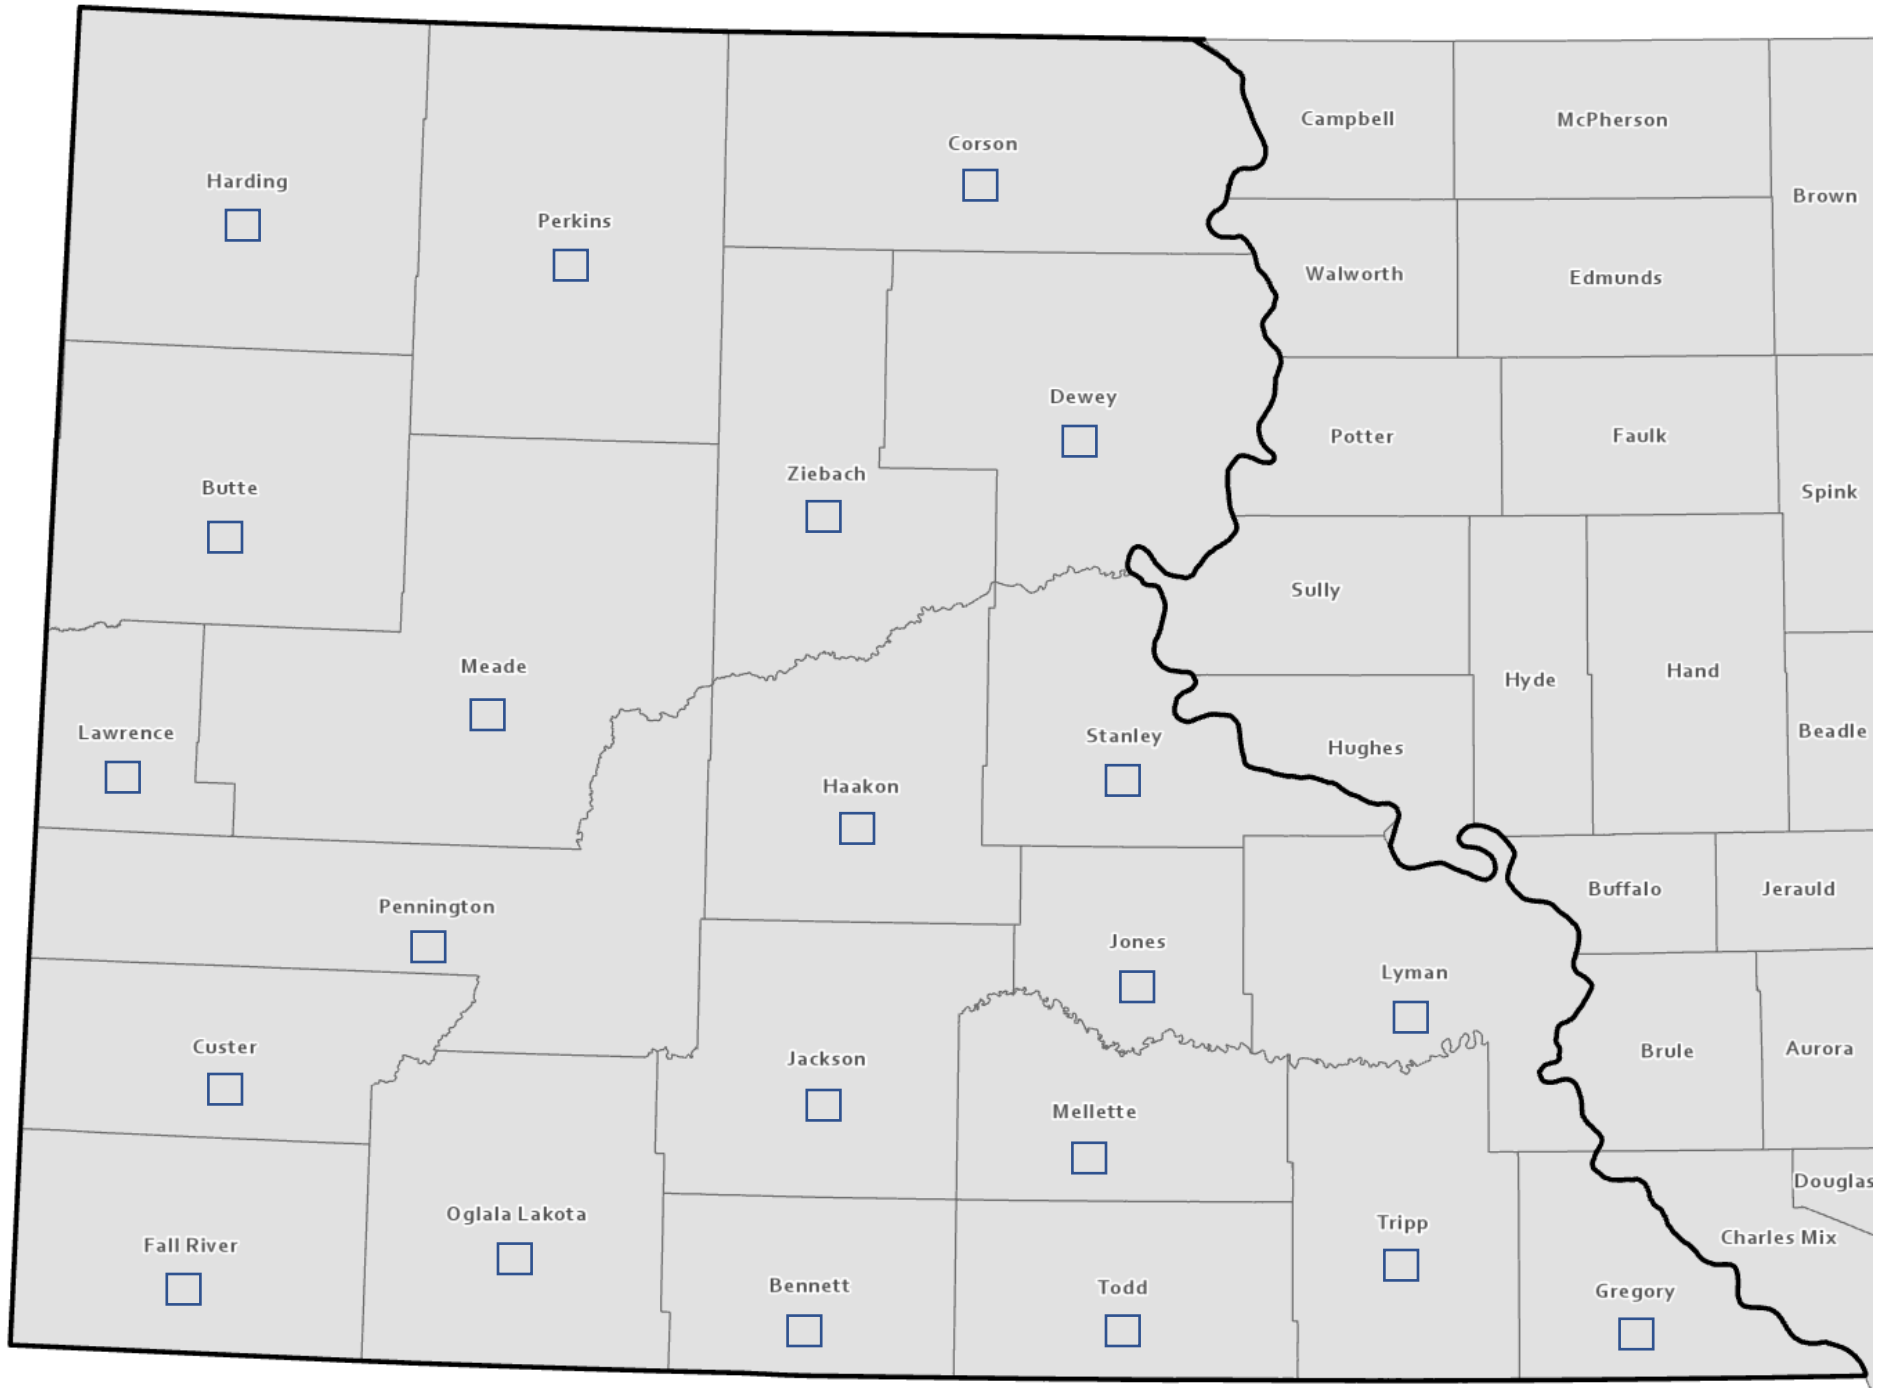 Campbell
McPherson
Corson
Harding
Brown
Perkins
Walworth
Edmunds
Dewey
Potter
Faulk
Ziebach
Butte
Spink
Sully
Meade
Hand
Hyde
Lawrence
Stanley
Beadle
Hughes
Haakon
Buffalo
Jerauld
Pennington
Jones
Lyman
Custer
Aurora
Brule
Jackson
Mellette
Douglas
Oglala Lakota
Tripp
Charles Mix
Fall River
Bennett
Todd
Gregory